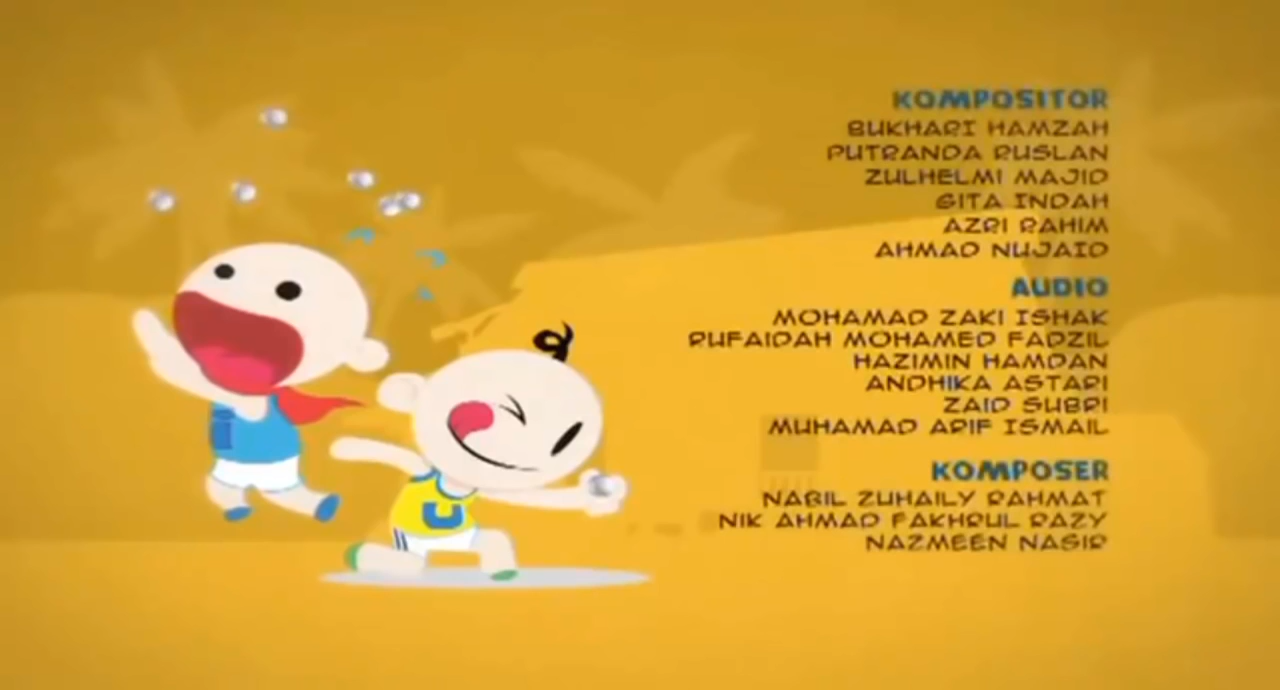 KOMPOSITOR
BUKHARI HAMZAH
PUTRANDA RUSLAN
ZULHELMI MAJID
GITA INDAH
AZRI RAHIM
AHMAD NUJAID
AUDIO
MOHAMAD ZAKI ISHAK
RUFAIDAH MOHAMED FADZIL
HAZIMIN HAMDAN
ANDHIKA ASTARI
ZAID SUBRI
MUHAMAD ARIF ISMAIL
KOMPOSER
NABIL ZUHAILY RAHMAT
NIK AHMAD FAKHRUL RAZY
NAZMEEN NASIR
U